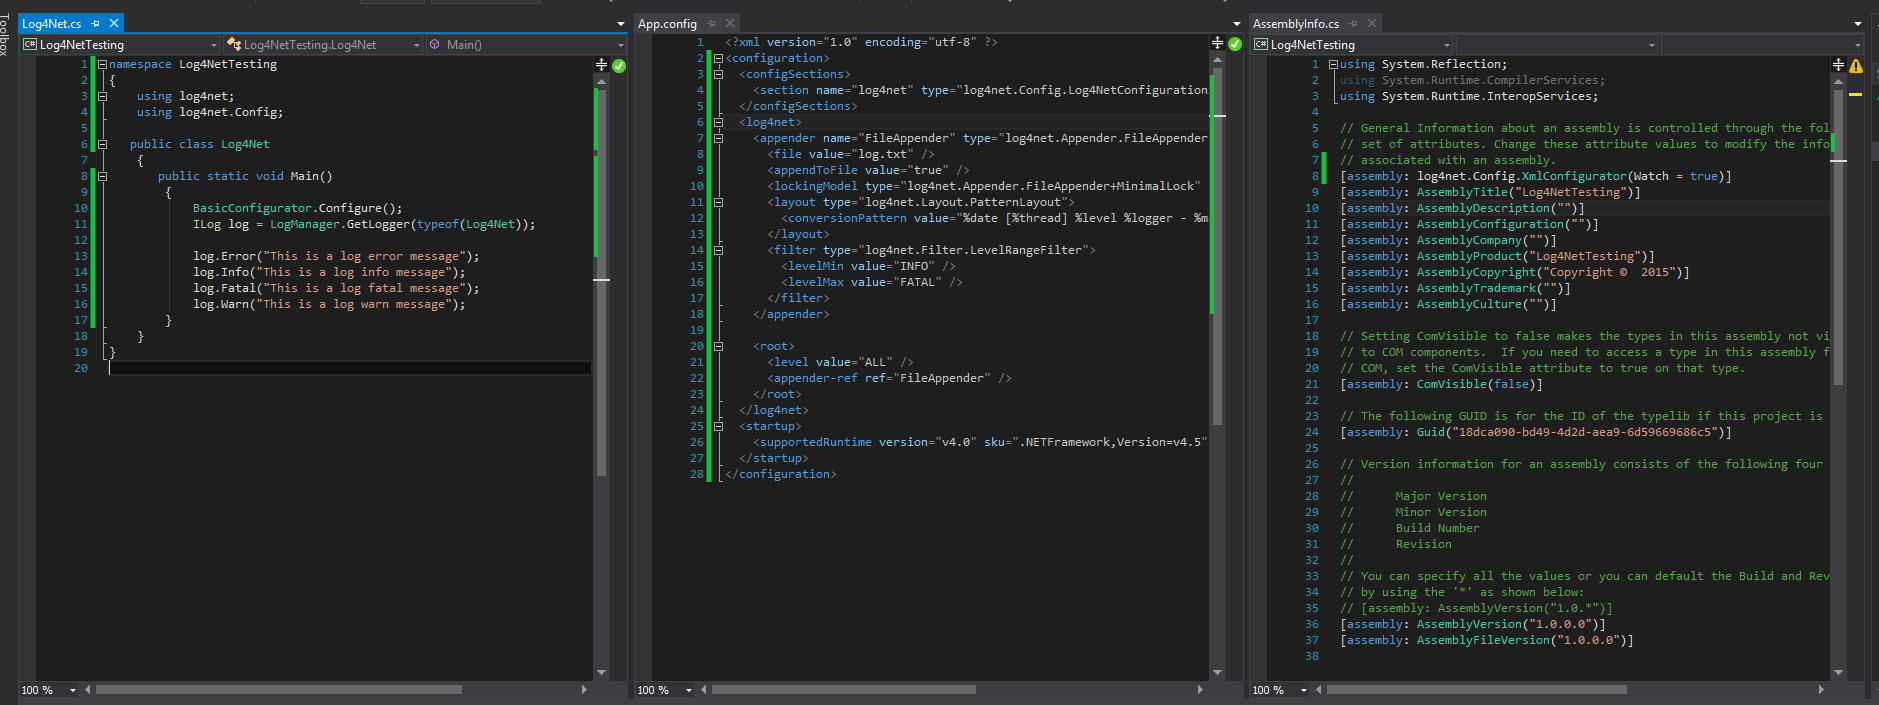 Toolbox
Log4Net.cs
Log4NetTesting
Log4NetTesting.Log4Net
Main()
1 namespace Log4NetTesting
2 {
3 using log4net;
4 using log4net.Config;
5
6 public class Log4Net
7 {
8 public static void Main()
9 {
10 BasicConfigurator.Configure();
11 ILog log = LogManager.GetLogger(typeof(Log4Net));
12
13 log.Error("This is a log error message");
14 log.Info("This is a log info message");
15 log.Fatal("This is a log fatal message");
16 log.Warn("This is a log warn message");
17 }
18 }
19 }
20
100 %
App.config
1 <?xml version="1.0" encoding="utf-8" ?>
2 <configuration>
3 <configSections>
4 <section name="log4net" type="log4net.Config.Log4NetConfiguration
5 </configSections>
6 <log4net>
7 <appender name="FileAppender" type="log4net.Appender.FileAppender
8 <file value="log.txt" />
9 <appendToFile value="true" />
10 <lockingModel type="log4net.Appender.FileAppender+MinimalLock"
11 <layout type="log4net.Layout.PatternLayout">
12 <conversionPattern value="%date [%thread] %level %logger - %m
13 </layout>
14 <filter type="log4net.Filter.LevelRangeFilter">
15 <levelMin value="INFO" />
16 <levelMax value="FATAL" />
17 </filter>
18 </appender>
19
20 <root>
21 <level value="ALL" />
22 <appender-ref ref="FileAppender" />
23 </root>
24 </log4net>
25 <startup>
26 <supportedRuntime version="v4.0" sku=".NETFramework,Version=v4.5"
27 </startup>
28 </configuration>
100 %
AssemblyInfo.cs
C# Log4NetTesting
1 using System.Reflection;
2 using System.Runtime.CompilerServices;
3 using System.Runtime.InteropServices;
4
5 // General Information about an assembly is controlled through the fol
6 // set of attributes. Change these attribute values to modify the info
7 // associated with an assembly.
8 [assembly: log4net.Config.XmlConfigurator(Watch = true)]
9 [assembly: AssemblyTitle("Log4NetTesting")]
10 [assembly: AssemblyDescription("")]
11 [assembly: AssemblyConfiguration("")]
12 [assembly: AssemblyCompany("")]
13 [assembly: AssemblyProduct("Log4NetTesting")]
14 [assembly: AssemblyCopyright("Copyright ©  2015")]
15 [assembly: AssemblyTrademark("")]
16 [assembly: AssemblyCulture("")]
17
18 // Setting ComVisible to false makes the types in this assembly not vi
19 // to COM components.  If you need to access a type in this assembly f
20 // COM, set the ComVisible attribute to true on that type.
21 [assembly: ComVisible(false)]
22
23 // The following GUID is for the ID of the typelib if this project is
24 [assembly: Guid("18dca090-bd49-4d2d-aea9-6d59669686c5")]
25
26 // Version information for an assembly consists of the following four
27 //
28 // Major Version
29 // Minor Version
30 // Build Number
31 // Revision
32 //
33 // You can specify all the values or you can default the Build and Rev
34 // by using the '*' as shown below:
35 // [assembly: AssemblyVersion("1.0.*")]
36 [assembly: AssemblyVersion("1.0.0.0")]
37 [assembly: AssemblyFileVersion("1.0.0.0")]
38
100 %